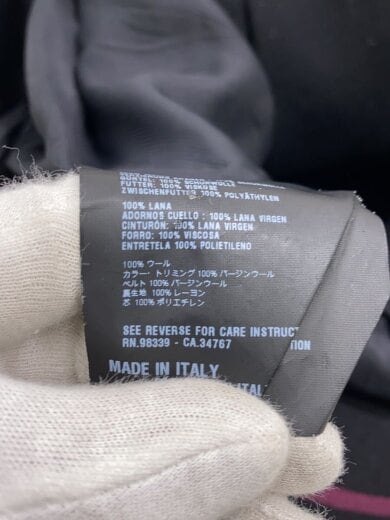 GÜRTEL: 100% SCHURWOLLE
FUTTER: 100% VISKOSE
ZWISCHENFUTTER: 100% POLYÄTHYLEN
100% LANA
ADORNOS CUELLO : 100% LANA VIRGEN
CINTURÓN: 100% LANA VIRGEN
FORRO: 100% VISCOSA
ENTRETELA 100% POLIETILENO
100% ウール
カラー・トリミング 100% バージンウール
ベルト 100% バージンウール
裏生地 100% レーヨン
芯 100% ポリエチレン
SEE REVERSE FOR CARE INSTRUCT TION
RN.98339 - CA.34767
MADE IN ITALY